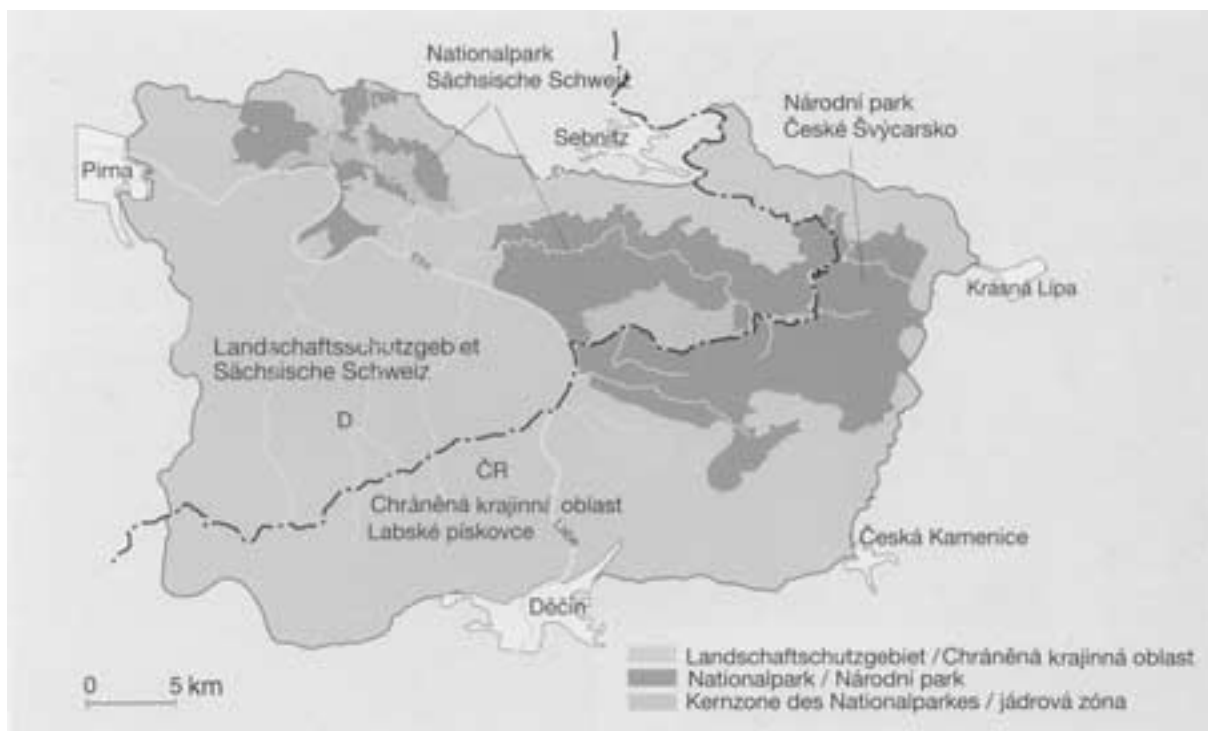 Nationalpark
Sächsische Schweiz
Národní park
České Švýcarsko
Sebnitz
Pirna
Elbe
Krásná Lípa
Landschaftsschutzgebiet
Sächsische Schweiz
D
ČR
Chráněná krajinná oblast
Labské pískovce
Labe
Česká Kamenice
Děčín
0 5 km
Landschaftschutzgebiet / Chráněná krajinná oblast
Nationalpark / Národní park
Kernzone des Nationalparkes / jádrová zóna